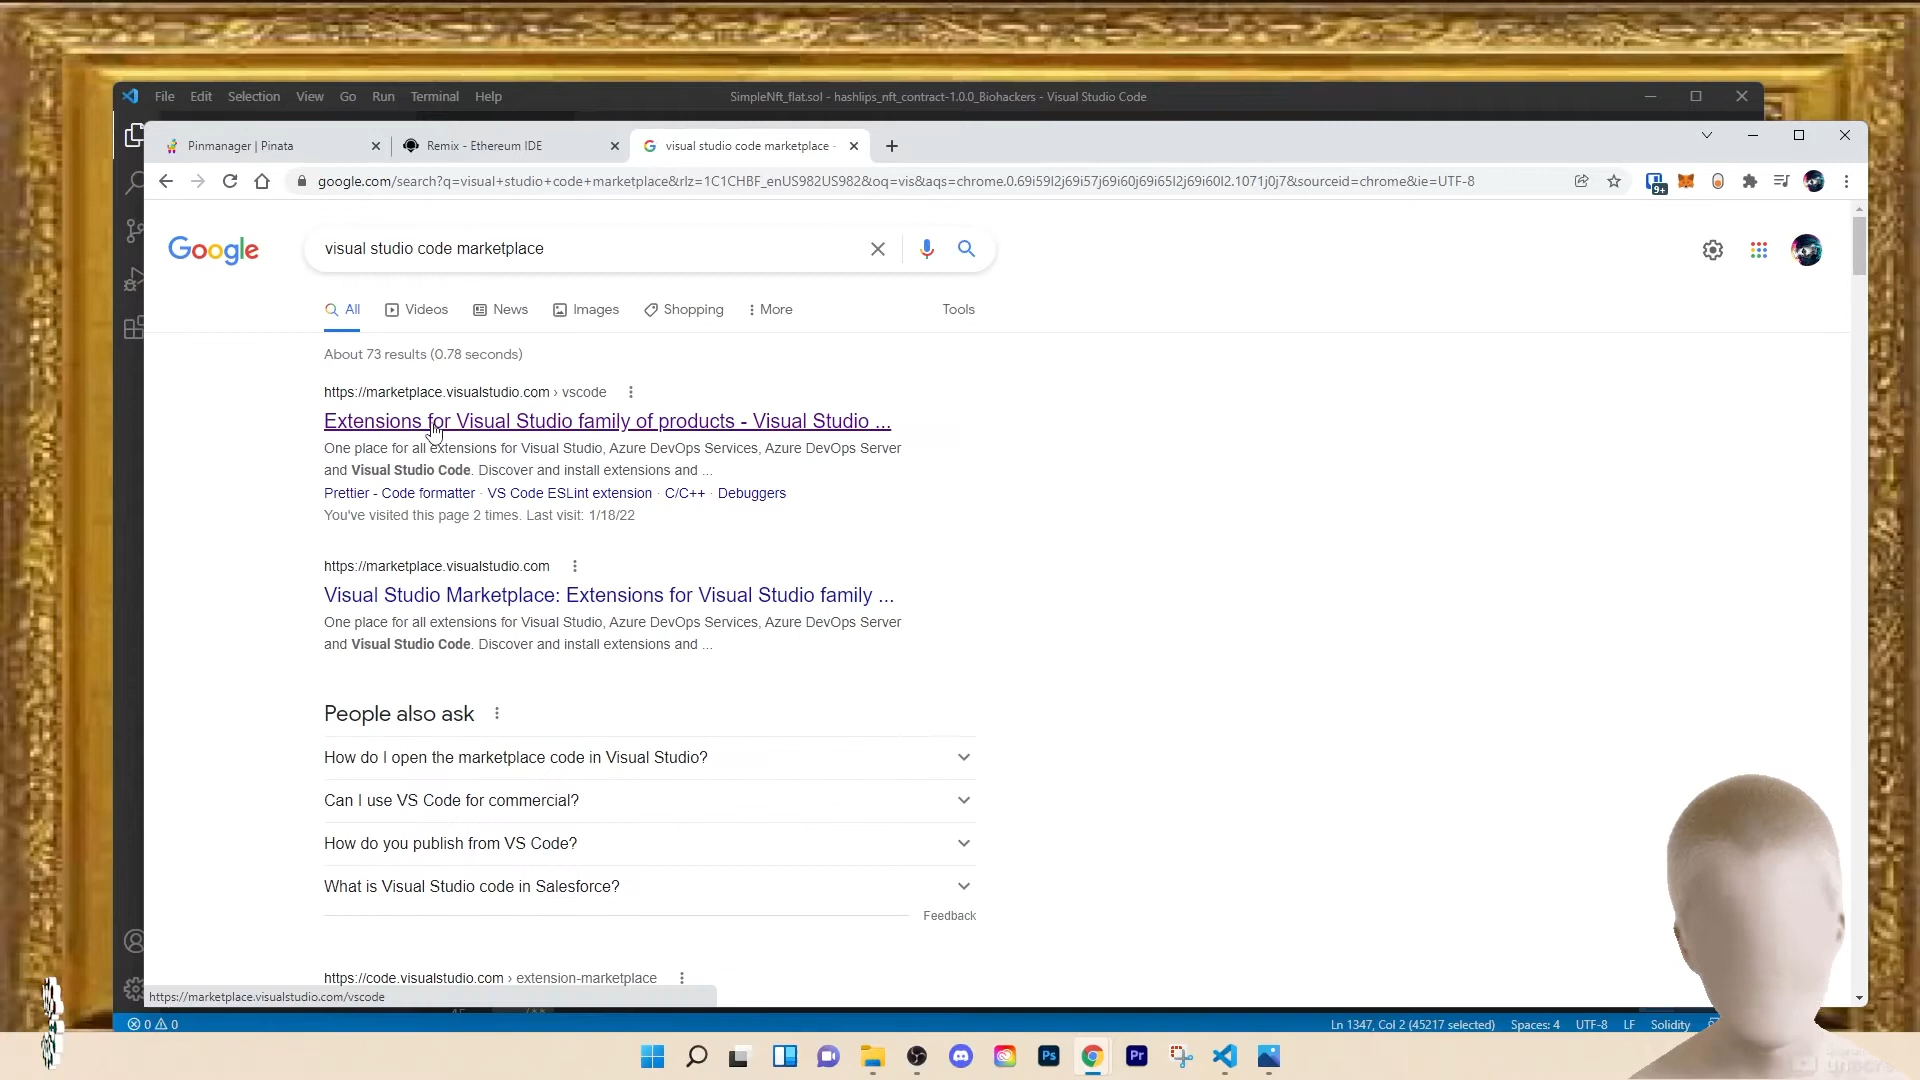 File Edit Selection View Go Run Terminal Help SimpleNft_flat.sol - hashlips_nft_contract-1.0.0_Biohackers - Visual Studio Code
Pinmanager | Pinata Remix - Ethereum IDE visual studio code marketplace -
google.com/search?q=visual+studio+code+marketplace&rlz=1C1CHBF_enUS982US982&oq=vis&aqs=chrome.0.69i59l2j69i57j69i60j69i65l2j69i60l2.1071j0j7&sourceid=chrome&ie=UTF-8
9+
Google visual studio code marketplace
All Videos News Images Shopping More Tools
About 73 results (0.78 seconds)
https://marketplace.visualstudio.com › vscode
Extensions for Visual Studio family of products - Visual Studio ...
One place for all extensions for Visual Studio, Azure DevOps Services, Azure DevOps Server
and Visual Studio Code. Discover and install extensions and ...
Prettier - Code formatter · VS Code ESLint extension · C/C++ · Debuggers
You've visited this page 2 times. Last visit: 1/18/22
https://marketplace.visualstudio.com
Visual Studio Marketplace: Extensions for Visual Studio family ...
One place for all extensions for Visual Studio, Azure DevOps Services, Azure DevOps Server
and Visual Studio Code. Discover and install extensions and ...
People also ask
How do I open the marketplace code in Visual Studio?
Can I use VS Code for commercial?
How do you publish from VS Code?
What is Visual Studio code in Salesforce?
Feedback
https://code.visualstudio.com › extension-marketplace
https://marketplace.visualstudio.com/vscode
0 0 Ln 1347, Col 2 (45217 selected) Spaces: 4 UTF-8 LF Solidity
Ps Pr